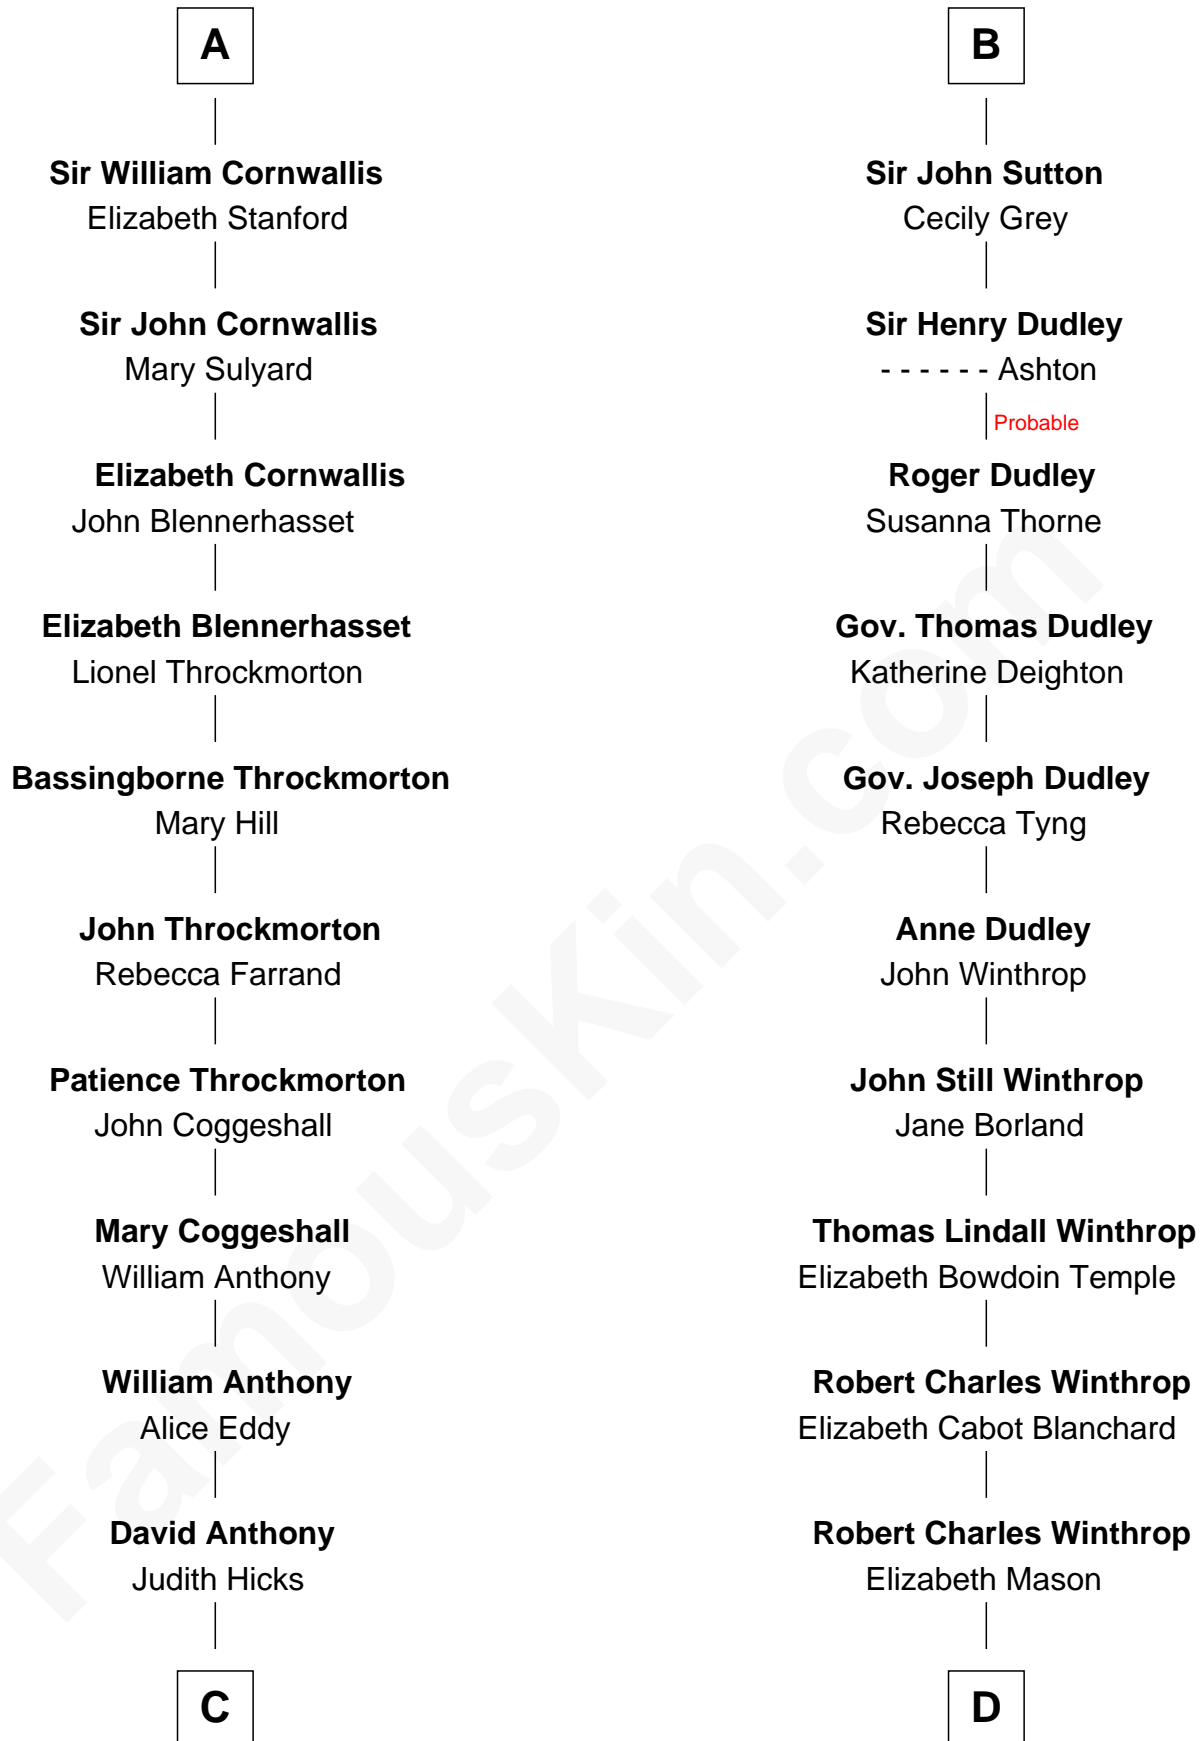 A
Sir William Cornwallis
Elizabeth Stanford
Sir John Cornwallis
Mary Sulyard
Elizabeth Cornwallis
John Blennerhasset
Elizabeth Blennerhasset
Lionel Throckmorton
Bassingborne Throckmorton
Mary Hill
John Throckmorton
Rebecca Farrand
Patience Throckmorton
John Coggeshall
Mary Coggeshall
William Anthony
William Anthony
Alice Eddy
David Anthony
Judith Hicks
C
B
Sir John Sutton
Cecily Grey
Sir Henry Dudley
- - - - - - Ashton
Probable
Roger Dudley
Susanna Thorne
Gov. Thomas Dudley
Katherine Deighton
Gov. Joseph Dudley
Rebecca Tyng
Anne Dudley
John Winthrop
John Still Winthrop
Jane Borland
Thomas Lindall Winthrop
Elizabeth Bowdoin Temple
Robert Charles Winthrop
Elizabeth Cabot Blanchard
Robert Charles Winthrop
Elizabeth Mason
D
FamousKin.com